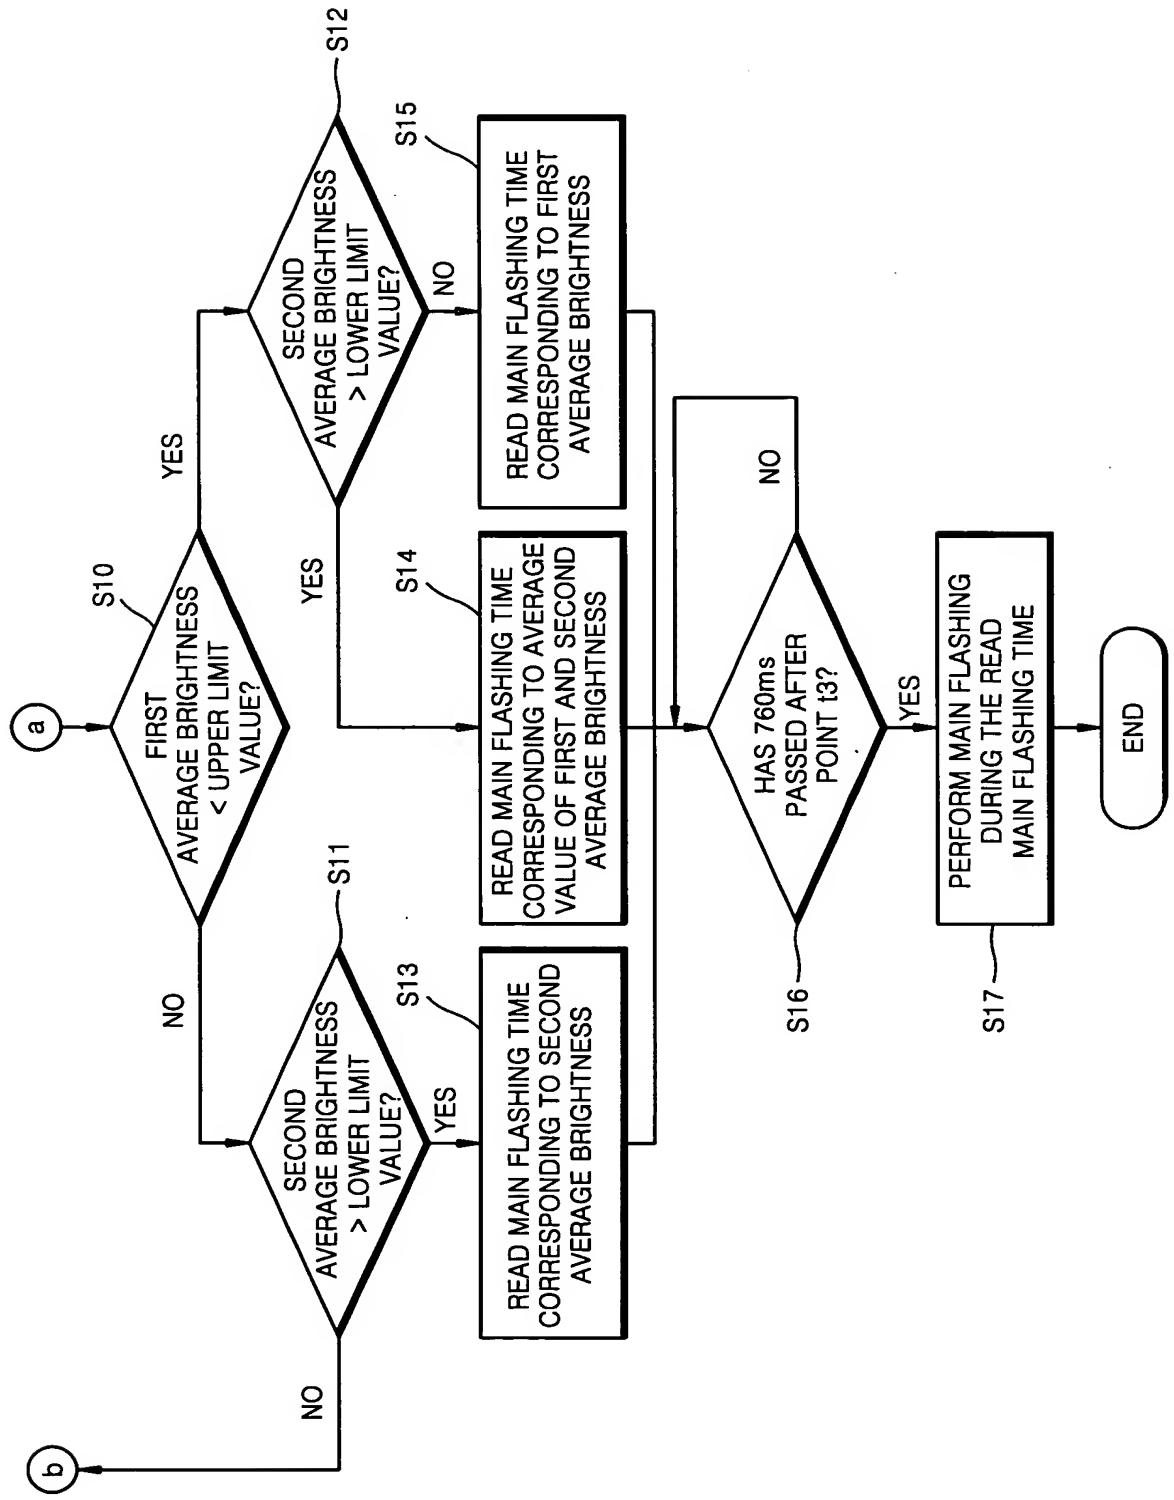 a
S10
FIRST
AVERAGE BRIGHTNESS
< UPPER LIMIT
VALUE?
NO
YES
b
NO
S11
SECOND
AVERAGE BRIGHTNESS
> LOWER LIMIT
VALUE?
YES
S12
SECOND
AVERAGE BRIGHTNESS
> LOWER LIMIT
VALUE?
YES
NO
S13
READ MAIN FLASHING TIME
CORRESPONDING TO SECOND
AVERAGE BRIGHTNESS
S14
READ MAIN FLASHING TIME
CORRESPONDING TO AVERAGE
VALUE OF FIRST AND SECOND
AVERAGE BRIGHTNESS
S15
READ MAIN FLASHING TIME
CORRESPONDING TO FIRST
AVERAGE BRIGHTNESS
S16
HAS 760ms
PASSED AFTER
POINT t3?
NO
YES
S17
PERFORM MAIN FLASHING
DURING THE READ
MAIN FLASHING TIME
END